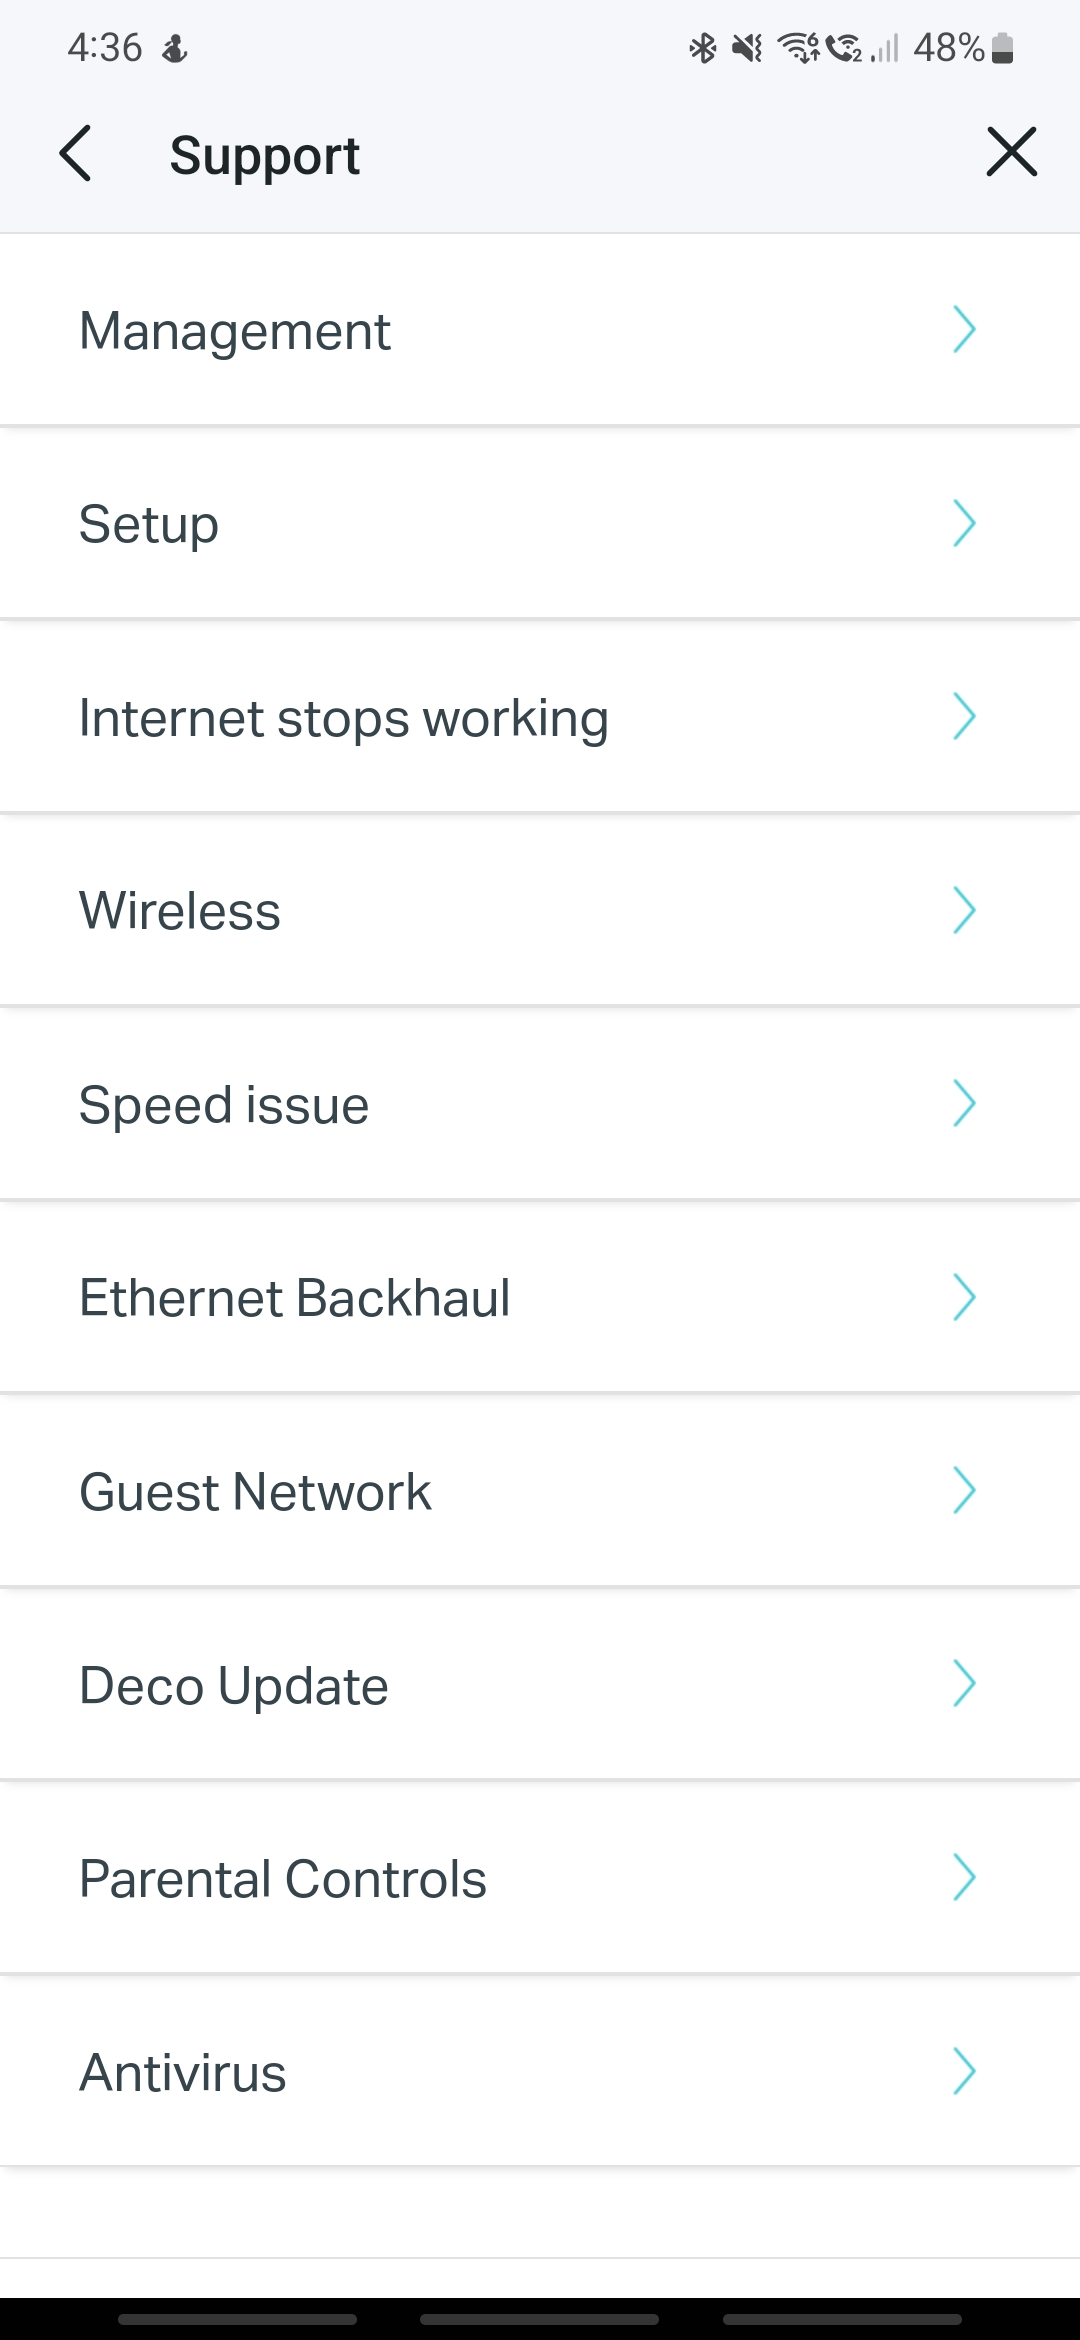 4:36 48%
Support
Management
Setup
Internet stops working
Wireless
Speed issue
Ethernet Backhaul
Guest Network
Deco Update
Parental Controls
Antivirus